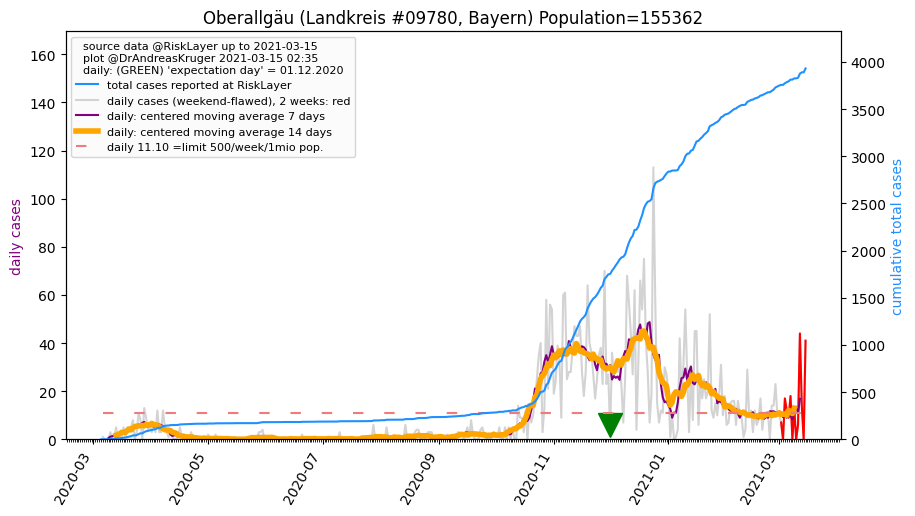 Oberallgäu (Landkreis #09780, Bayern) Population=155362
source data @RiskLayer up to 2021-03-15
plot @DrAndreasKruger 2021-03-15 02:35
daily: (GREEN) 'expectation day' = 01.12.2020
total cases reported at RiskLayer
daily cases (weekend-flawed), 2 weeks: red
daily: centered moving average 7 days
daily: centered moving average 14 days
daily 11.10 =limit 500/week/1mio pop.
daily cases
160
140
120
100
80
60
40
20
0
cumulative total cases
4000
3500
3000
2500
2000
1500
1000
500
0
2020-03
2020-05
2020-07
2020-09
2020-11
2021-01
2021-03